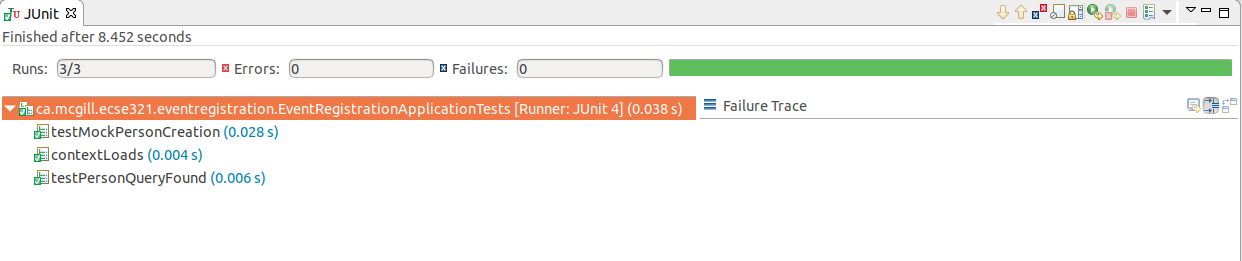 JUnit
Finished after 8.452 seconds
Runs: 3/3 Errors: 0 Failures: 0
ca.mcgill.ecse321.eventregistration.EventRegistrationApplicationTests [Runner: JUnit 4] (0.038 s)
Failure Trace
testMockPersonCreation (0.028 s)
contextLoads (0.004 s)
testPersonQueryFound (0.006 s)